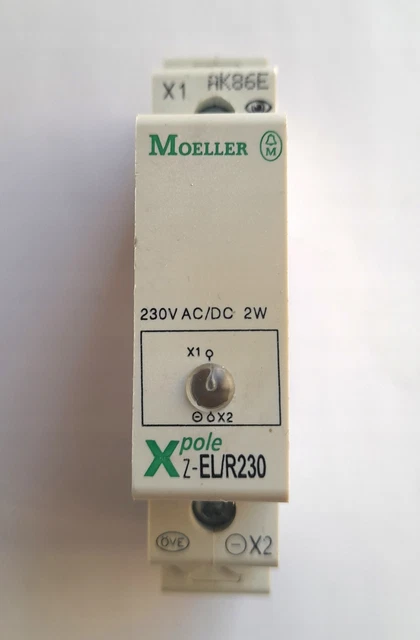 X1 AK86E
MOELLER M
230V AC/DC 2W
X1
⊖ X2
Xpole
Z-EL/R230
ÖVE ⊖X2